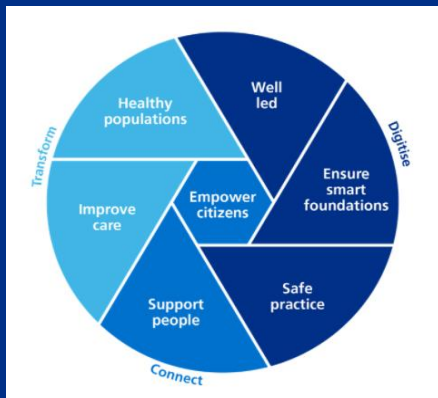 Well
led
Healthy
populations
Transform
Digitise
Ensure
smart
foundations
Empower
citizens
Improve
care
Safe
practice
Support
people
Connect